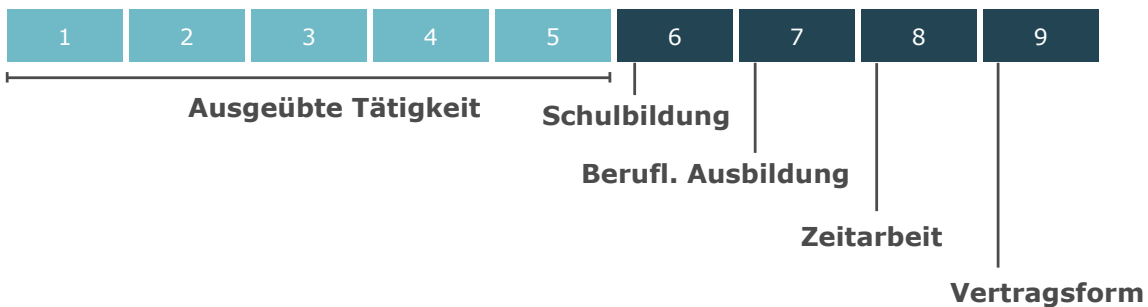 1 2 3 4 5 6 7 8 9
Ausgeübte Tätigkeit
Schulbildung
Berufl. Ausbildung
Zeitarbeit
Vertragsform